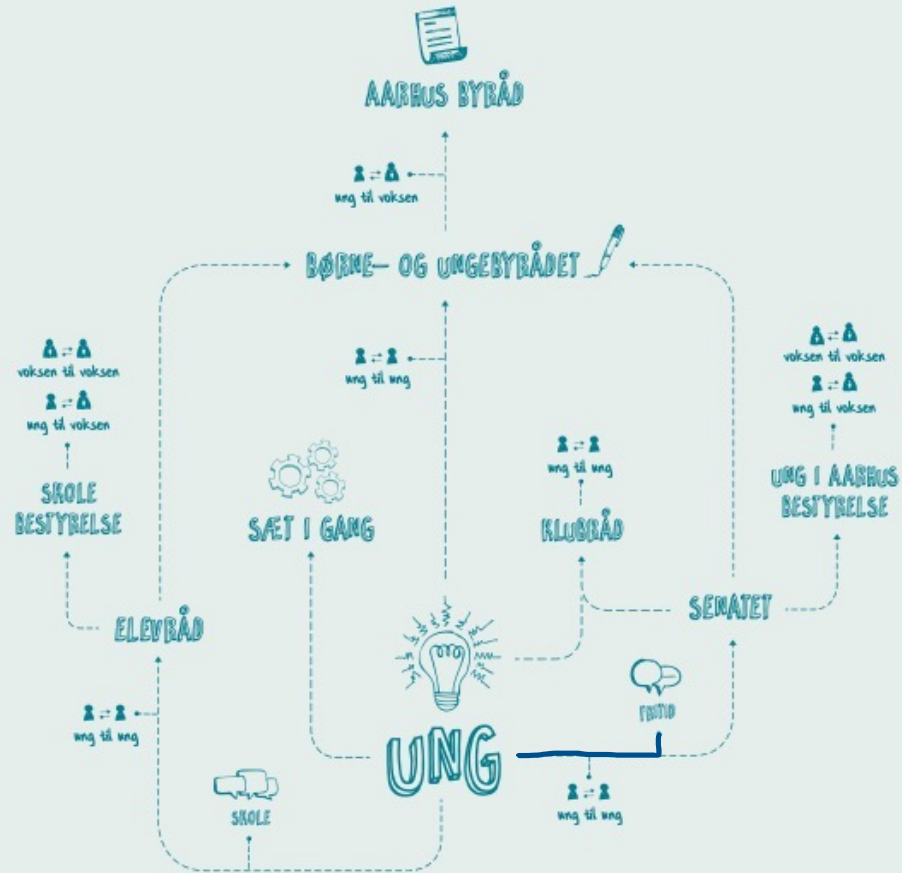 AARHUS BYRÅD
ung til voksen
BØRNE- OG UNGEBYRÅDET
ung til ung
voksen til voksen
ung til voksen
SKOLE
BESTYRELSE
SÆT I GANG
ung til ung
KLUBRÅD
voksen til voksen
ung til voksen
UNG I AARHUS
BESTYRELSE
ELEVRÅD
SENATET
ung til ung
FRITID
UNG
ung til ung
SKOLE